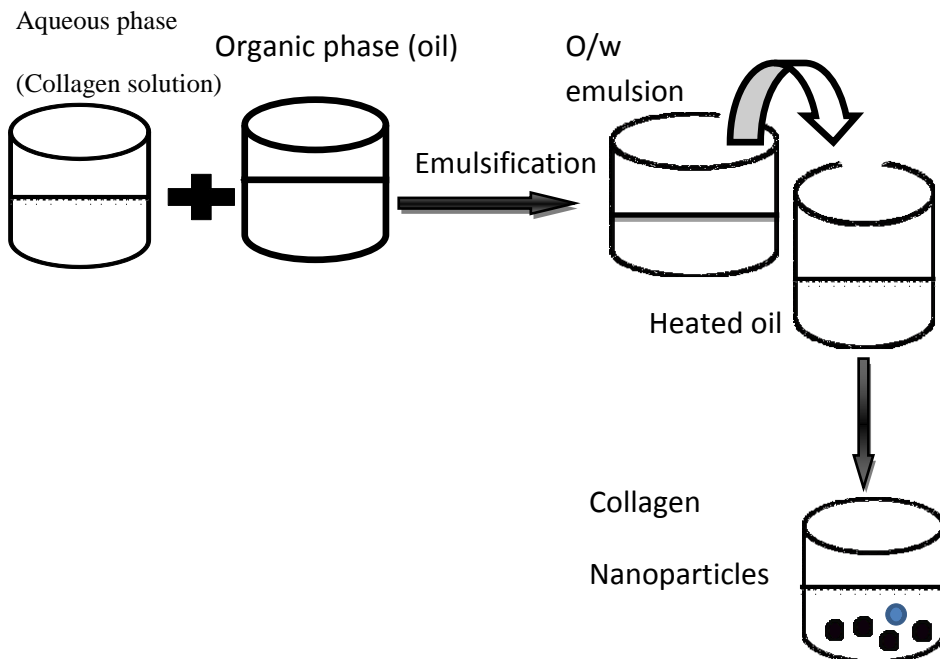 Aqueous phase
(Collagen solution)
Organic phase (oil)
Emulsification
O/w
emulsion
Heated oil
Collagen
Nanoparticles